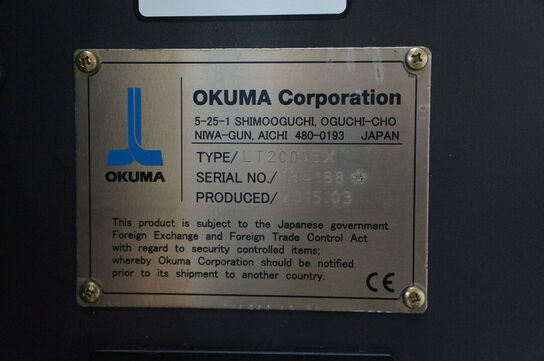 OKUMA
OKUMA Corporation
5-25-1 SHIMOOGUCHI, OGUCHI-CHO
NIWA-GUN, AICHI 480-0193 JAPAN
TYPE/ LT2000EX
SERIAL NO./
PRODUCED/ 2015.03
This product is subject to the Japanese government
Foreign Exchange and Foreign Trade Control Act
with regard to security controlled items;
whereby Okuma Corporation should be notified
prior to its shipment to another country.
CE